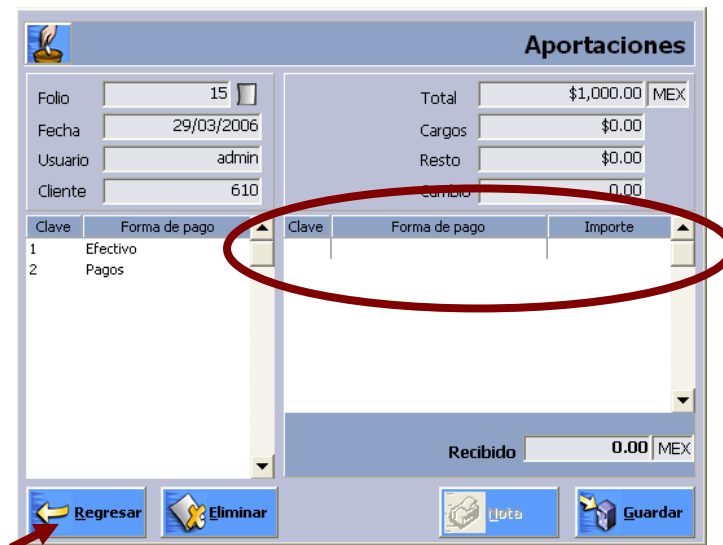 Aportaciones
Folio 15
Fecha 29/03/2006
Usuario admin
Cliente 610
Total $1,000.00 MEX
Cargos $0.00
Resto $0.00
Cambio 0.00
Clave Forma de pago
1 Efectivo
2 Pagos
Clave Forma de pago Importe
Recibido 0.00 MEX
Regresar Eliminar Nota Guardar